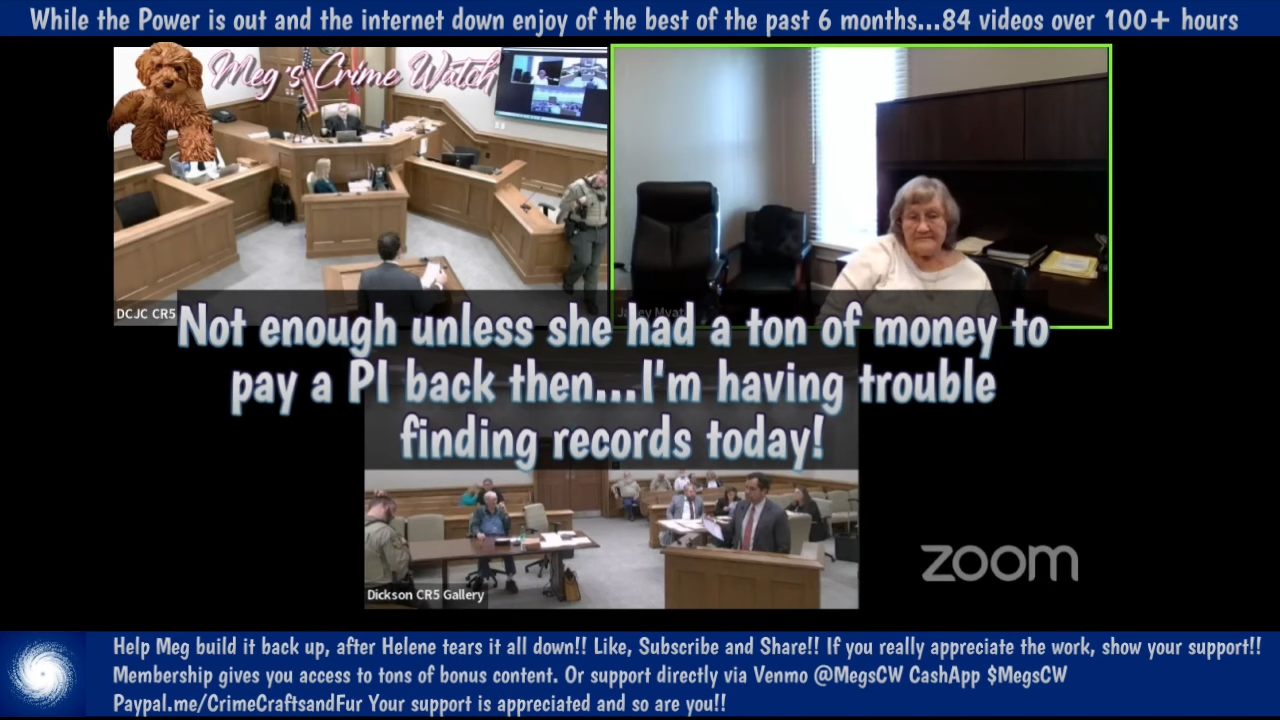 While the Power is out and the internet down enjoy of the best of the past 6 months...84 videos over 100+ hours
Meg's Crime Watch
DCJC CR5
Not enough unless she had a ton of money to
pay a PI back then...I'm having trouble
finding records today!
Dickson CR5 Gallery
zoom
Help Meg build it back up, after Helene tears it all down!! Like, Subscribe and Share!! If you really appreciate the work, show your support!!
Membership gives you access to tons of bonus content. Or support directly via Venmo @MegsCW CashApp $MegsCW
Paypal.me/CrimeCraftsandFur Your support is appreciated and so are you!!